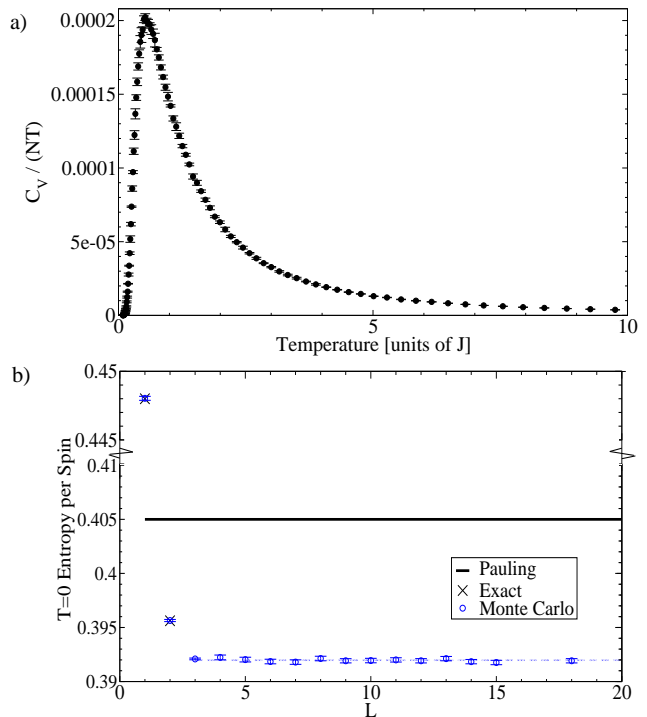 a)
0.0002
0.00015
0.0001
5e-05
0
C_V / (NT)
0 5 10
Temperature [units of J]
b)
0.45
0.445
0.41
0.405
0.4
0.395
0.39
T=0 Entropy per Spin
Pauling
Exact
Monte Carlo
0 5 10 15 20
L